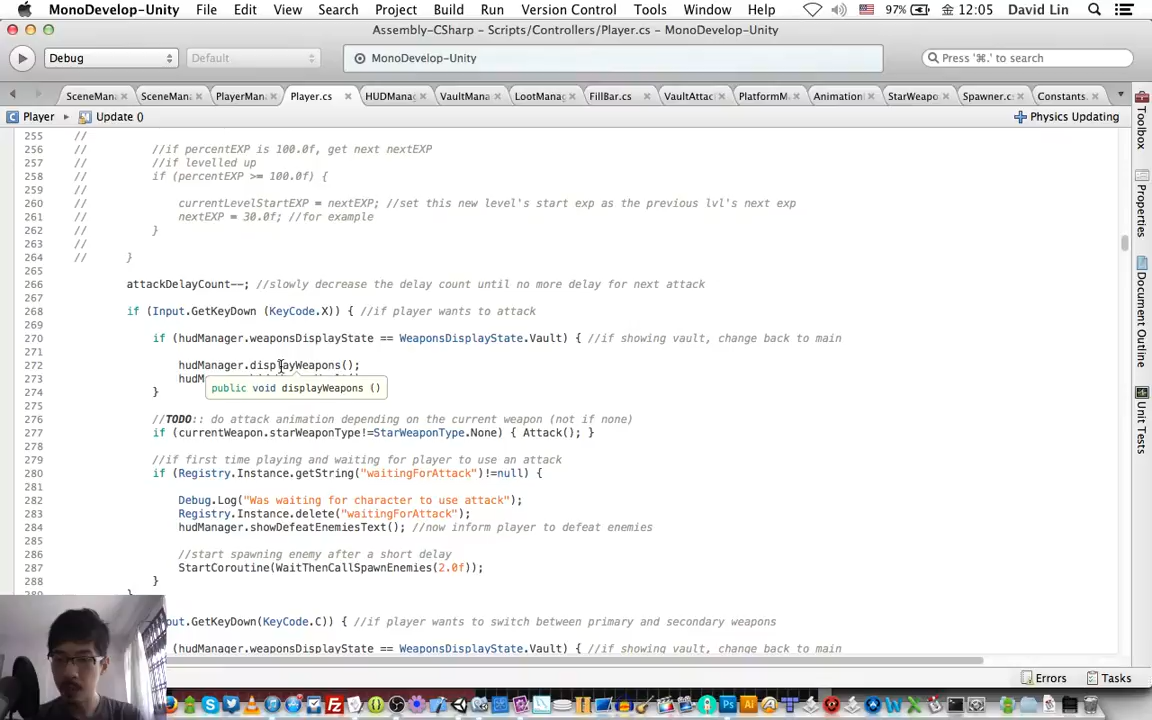 MonoDevelop-Unity File Edit View Search Project Build Run Version Control Tools Window Help 97% 12:05 David Lin
Assembly-CSharp - Scripts/Controllers/Player.cs - MonoDevelop-Unity
Debug Default MonoDevelop-Unity Press '⌘.' to search
SceneMan SceneMan PlayerMan Player.cs HUDManag VaultMana LootManag FillBar.cs VaultAttac PlatformM Animation StarWeapo Spawner.cs Constants.
Player Update () Physics Updating
255 //
256 // //if percentEXP is 100.0f, get next nextEXP
257 // //if levelled up
258 // if (percentEXP >= 100.0f) {
259 //
260 // currentLevelStartEXP = nextEXP; //set this new level's start exp as the previous lvl's next exp
261 // nextEXP = 30.0f; //for example
262 // }
263 //
264 // }
265
266 attackDelayCount--; //slowly decrease the delay count until no more delay for next attack
267
268 if (Input.GetKeyDown (KeyCode.X)) { //if player wants to attack
269
270 if (hudManager.weaponsDisplayState == WeaponsDisplayState.Vault) { //if showing vault, change back to main
271
272 hudManager.displayWeapons();
273 hudM
public void displayWeapons ()
274 }
275
276 //TODO:: do attack animation depending on the current weapon (not if none)
277 if (currentWeapon.starWeaponType!=StarWeaponType.None) { Attack(); }
278
279 //if first time playing and waiting for player to use an attack
280 if (Registry.Instance.getString("waitingForAttack")!=null) {
281
282 Debug.Log("Was waiting for character to use attack");
283 Registry.Instance.delete("waitingForAttack");
284 hudManager.showDefeatEnemiesText(); //now inform player to defeat enemies
285
286 //start spawning enemy after a short delay
287 StartCoroutine(WaitThenCallSpawnEnemies(2.0f));
288 }
289 }
put.GetKeyDown(KeyCode.C)) { //if player wants to switch between primary and secondary weapons
(hudManager.weaponsDisplayState == WeaponsDisplayState.Vault) { //if showing vault, change back to main
Toolbox
Properties
Document Outline
Unit Tests
Errors Tasks